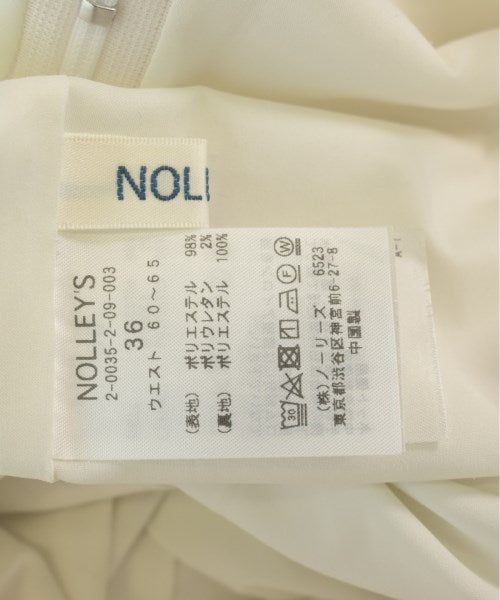 NOLL
NOLLEY'S
2-0035-2-09-003
36
ウエスト 60～65
(表地) ポリエステル 98%
ポリウレタン 2%
(裏地) ポリエステル 100%
30 F W
(株)ノーリーズ 6523
東京都渋谷区神宮前6-27-8
中国製
A-1